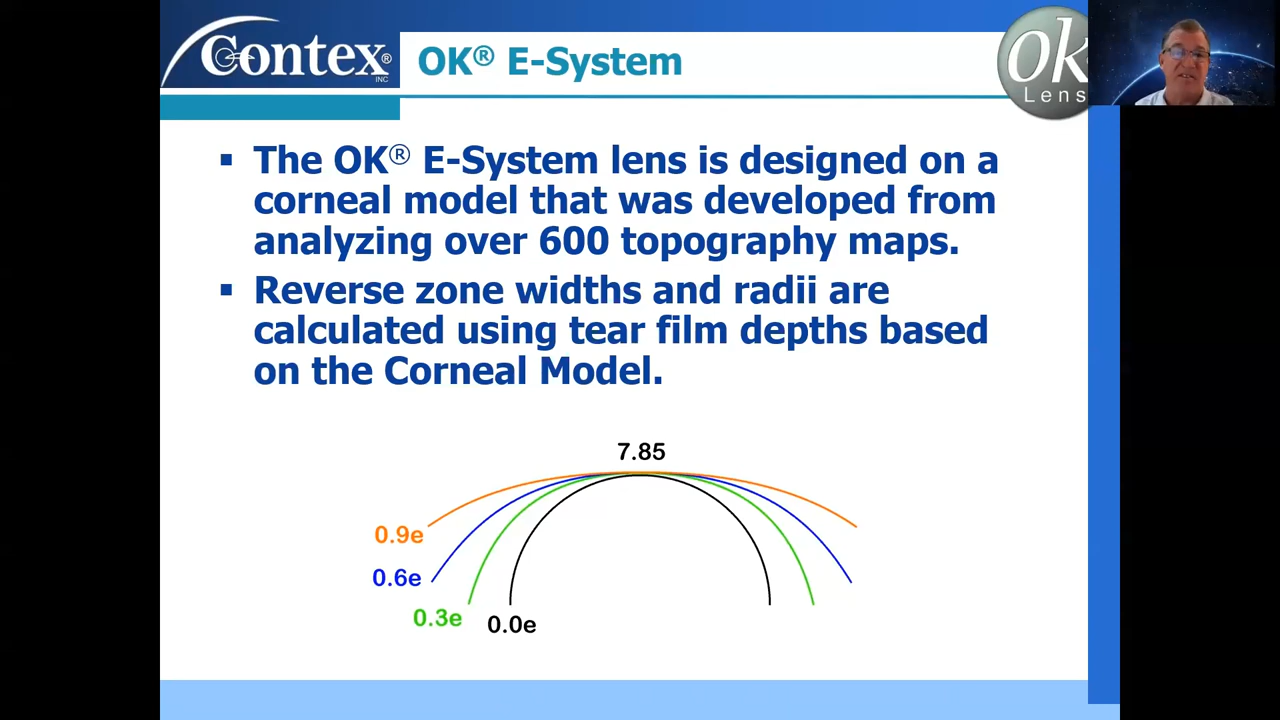 Contex®
INC
OK® E-System
ok
Lens
▪ The OK® E-System lens is designed on a
corneal model that was developed from
analyzing over 600 topography maps.
▪ Reverse zone widths and radii are
calculated using tear film depths based
on the Corneal Model.
7.85
0.9e
0.6e
0.3e
0.0e